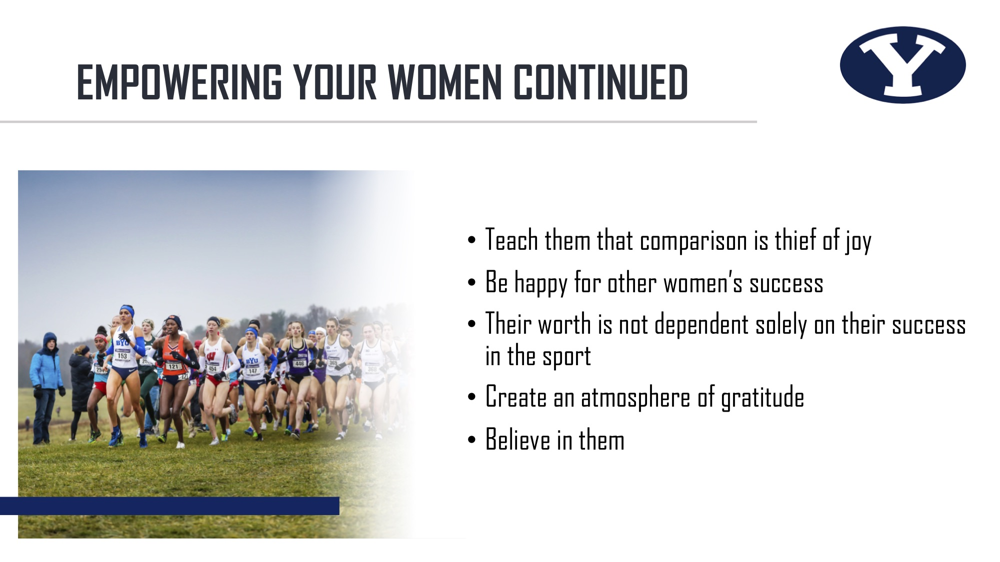 EMPOWERING YOUR WOMEN CONTINUED
Y
• Teach them that comparison is thief of joy
• Be happy for other women's success
• Their worth is not dependent solely on their success
in the sport
• Create an atmosphere of gratitude
• Believe in them
BYU
153
121
W
454
BYU
147
446
369
368